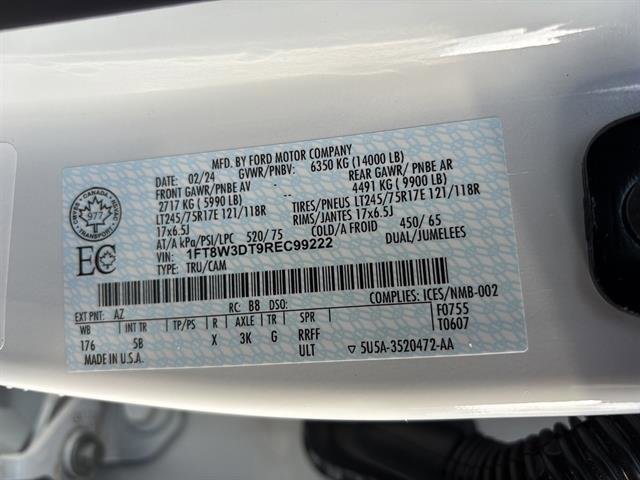 MFD. BY FORD MOTOR COMPANY
DATE: 02/24 GVWR/PNBV: 6350 KG (14000 LB)
FRONT GAWR/PNBE AV REAR GAWR/ PNBE AR
2717 KG ( 5990 LB) 4491 KG ( 9900 LB)
LT245/75R17E 121/118R TIRES/PNEUS LT245/75R17E 121/118R
17x6.5J RIMS/JANTES 17x6.5J
AT/A kPa/PSI/LPC 520/ 75 COLD/A FROID 450/ 65
VIN: 1FT8W3DT9REC99222 DUAL/JUMELEES
TYPE: TRU/CAM
CANADA
TRANSPORT
977
EC
COMPLIES: ICES/NMB-002
EXT PNT: AZ RC: B8 DSO: F0755
WB INT TR TP/PS R AXLE TR SPR T0607
176 5B X 3K G RRFF
MADE IN U.S.A. ULT ▽ 5U5A-3520472-AA